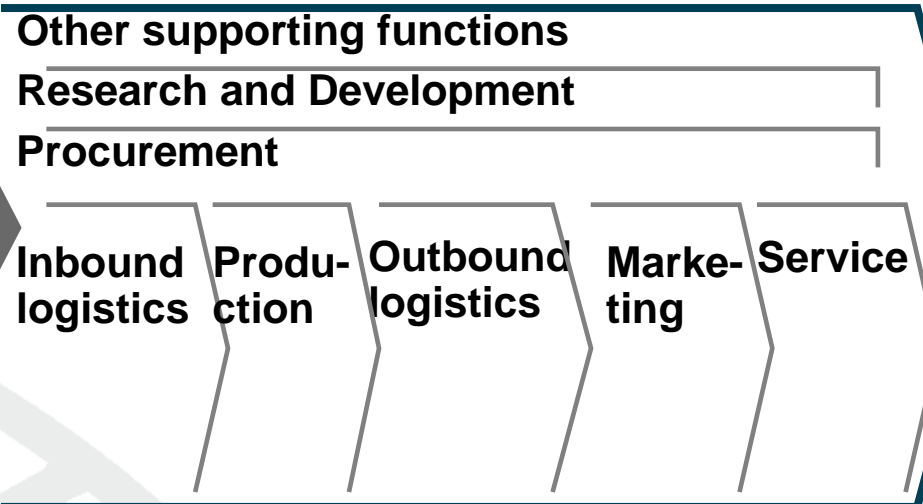 Other supporting functions
Research and Development
Procurement
Inbound
logistics
Produ-
ction
Outbound
logistics
Marke-
ting
Service